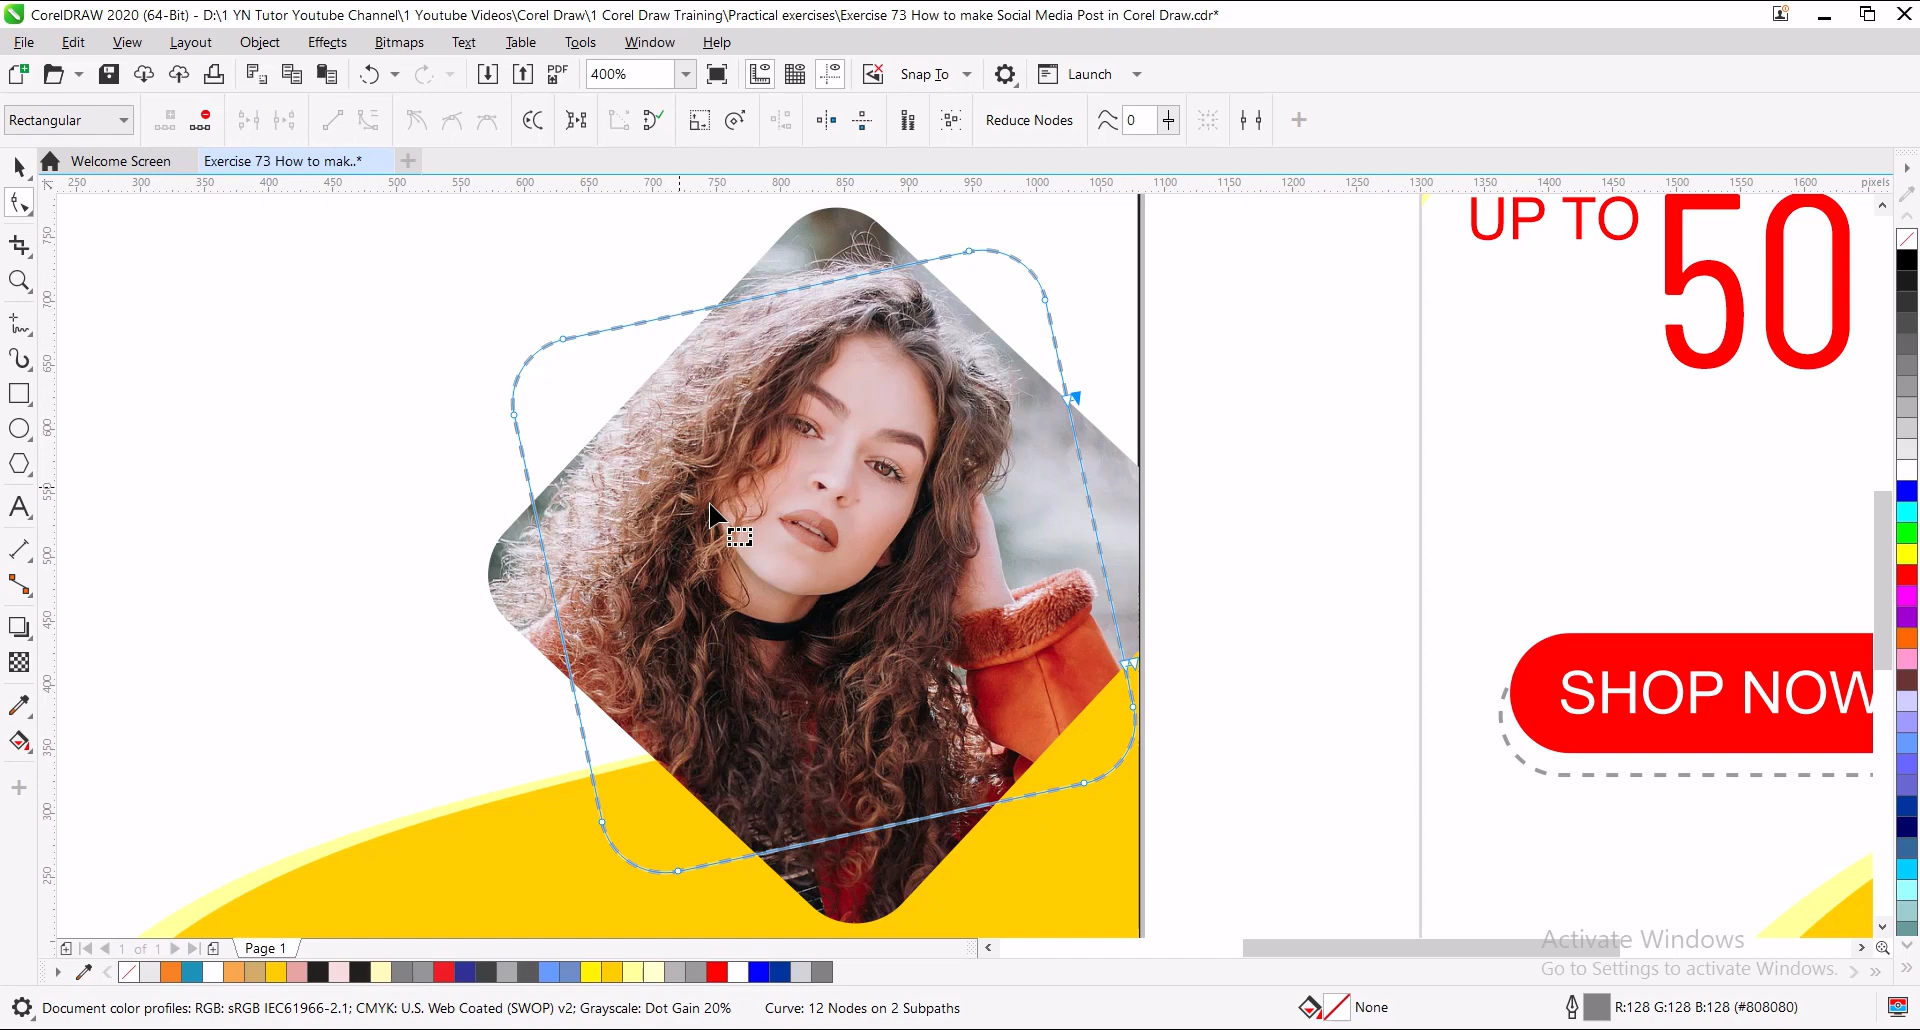 CorelDRAW 2020 (64-Bit) - D:\1 YN Tutor Youtube Channel\1 Youtube Videos\Corel Draw\1 Corel Draw Training\Practical exercises\Exercise 73 How to make Social Media Post in Corel Draw.cdr*
File Edit View Layout Object Effects Bitmaps Text Table Tools Window Help
PDF 400% Snap To Launch
Rectangular Reduce Nodes 0
Welcome Screen Exercise 73 How to mak..*
250 300 350 400 450 500 550 600 650 700 750 800 850 900 950 1000 1050 1100 1150 1200 1250 1300 1350 1400 1450 1500 1550 1600 pixels
750
700
650
600
550
500
450
400
350
300
250
UP TO 50
SHOP NOW
Activate Windows
Go to Settings to activate Windows.
1 of 1 Page 1
Document color profiles: RGB: sRGB IEC61966-2.1; CMYK: U.S. Web Coated (SWOP) v2; Grayscale: Dot Gain 20% Curve: 12 Nodes on 2 Subpaths None R:128 G:128 B:128 (#808080)